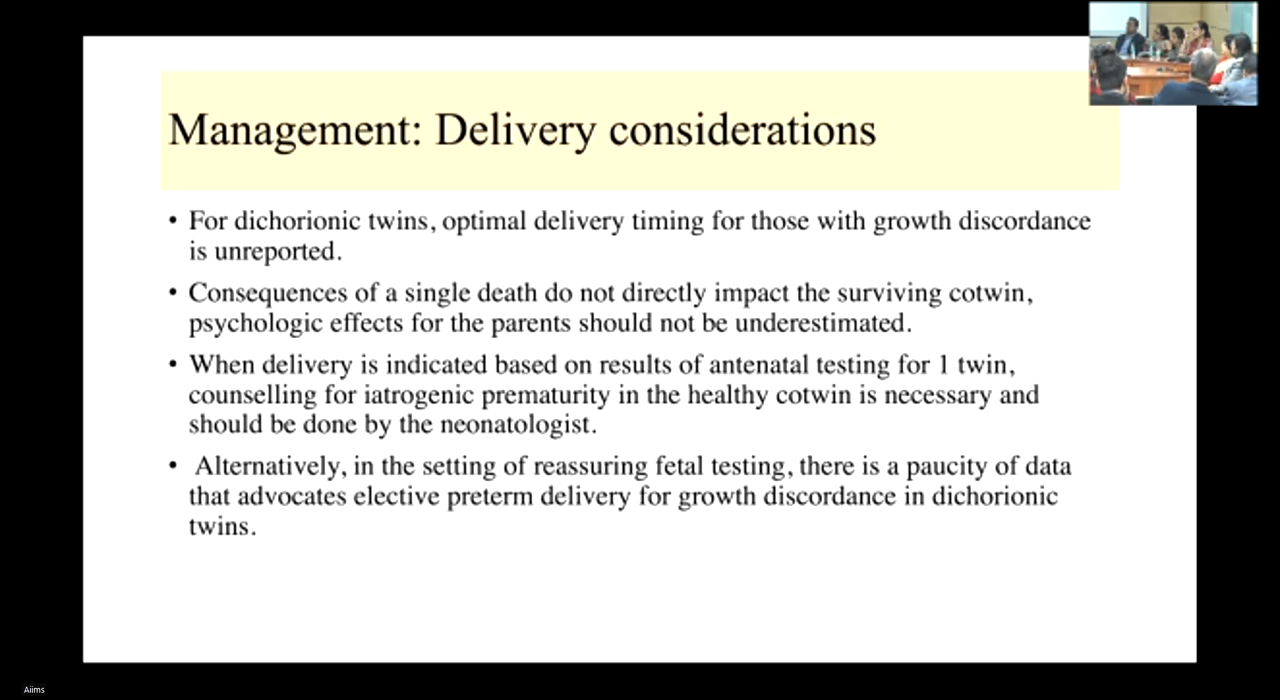 Management: Delivery considerations
• For dichorionic twins, optimal delivery timing for those with growth discordance
is unreported.
• Consequences of a single death do not directly impact the surviving cotwin,
psychologic effects for the parents should not be underestimated.
• When delivery is indicated based on results of antenatal testing for 1 twin,
counselling for iatrogenic prematurity in the healthy cotwin is necessary and
should be done by the neonatologist.
• Alternatively, in the setting of reassuring fetal testing, there is a paucity of data
that advocates elective preterm delivery for growth discordance in dichorionic
twins.
Aiims